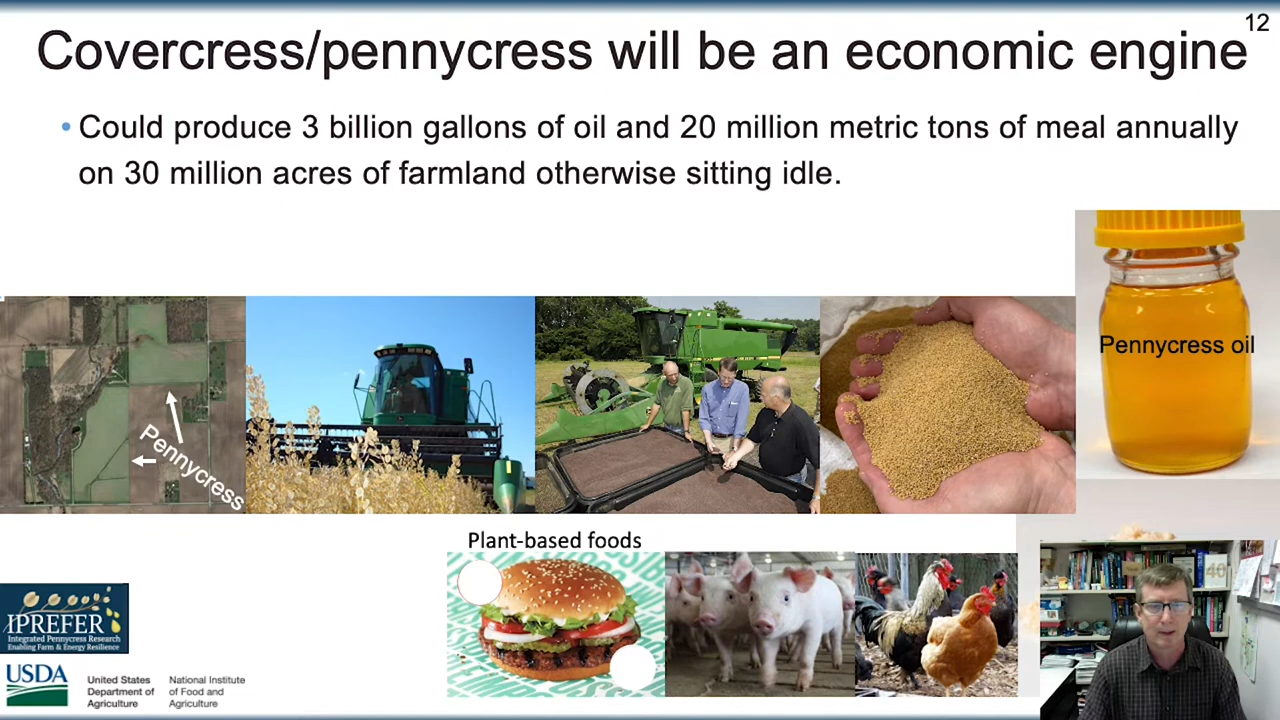 12
Covercress/pennycress will be an economic engine
• Could produce 3 billion gallons of oil and 20 million metric tons of meal annually
on 30 million acres of farmland otherwise sitting idle.
Pennycress oil
Pennycress
Plant-based foods
IPREFER
Integrated Pennycress Research
Enabling Farm & Energy Resilience
USDA
United States
Department of
Agriculture
National Institute
of Food and
Agriculture
40